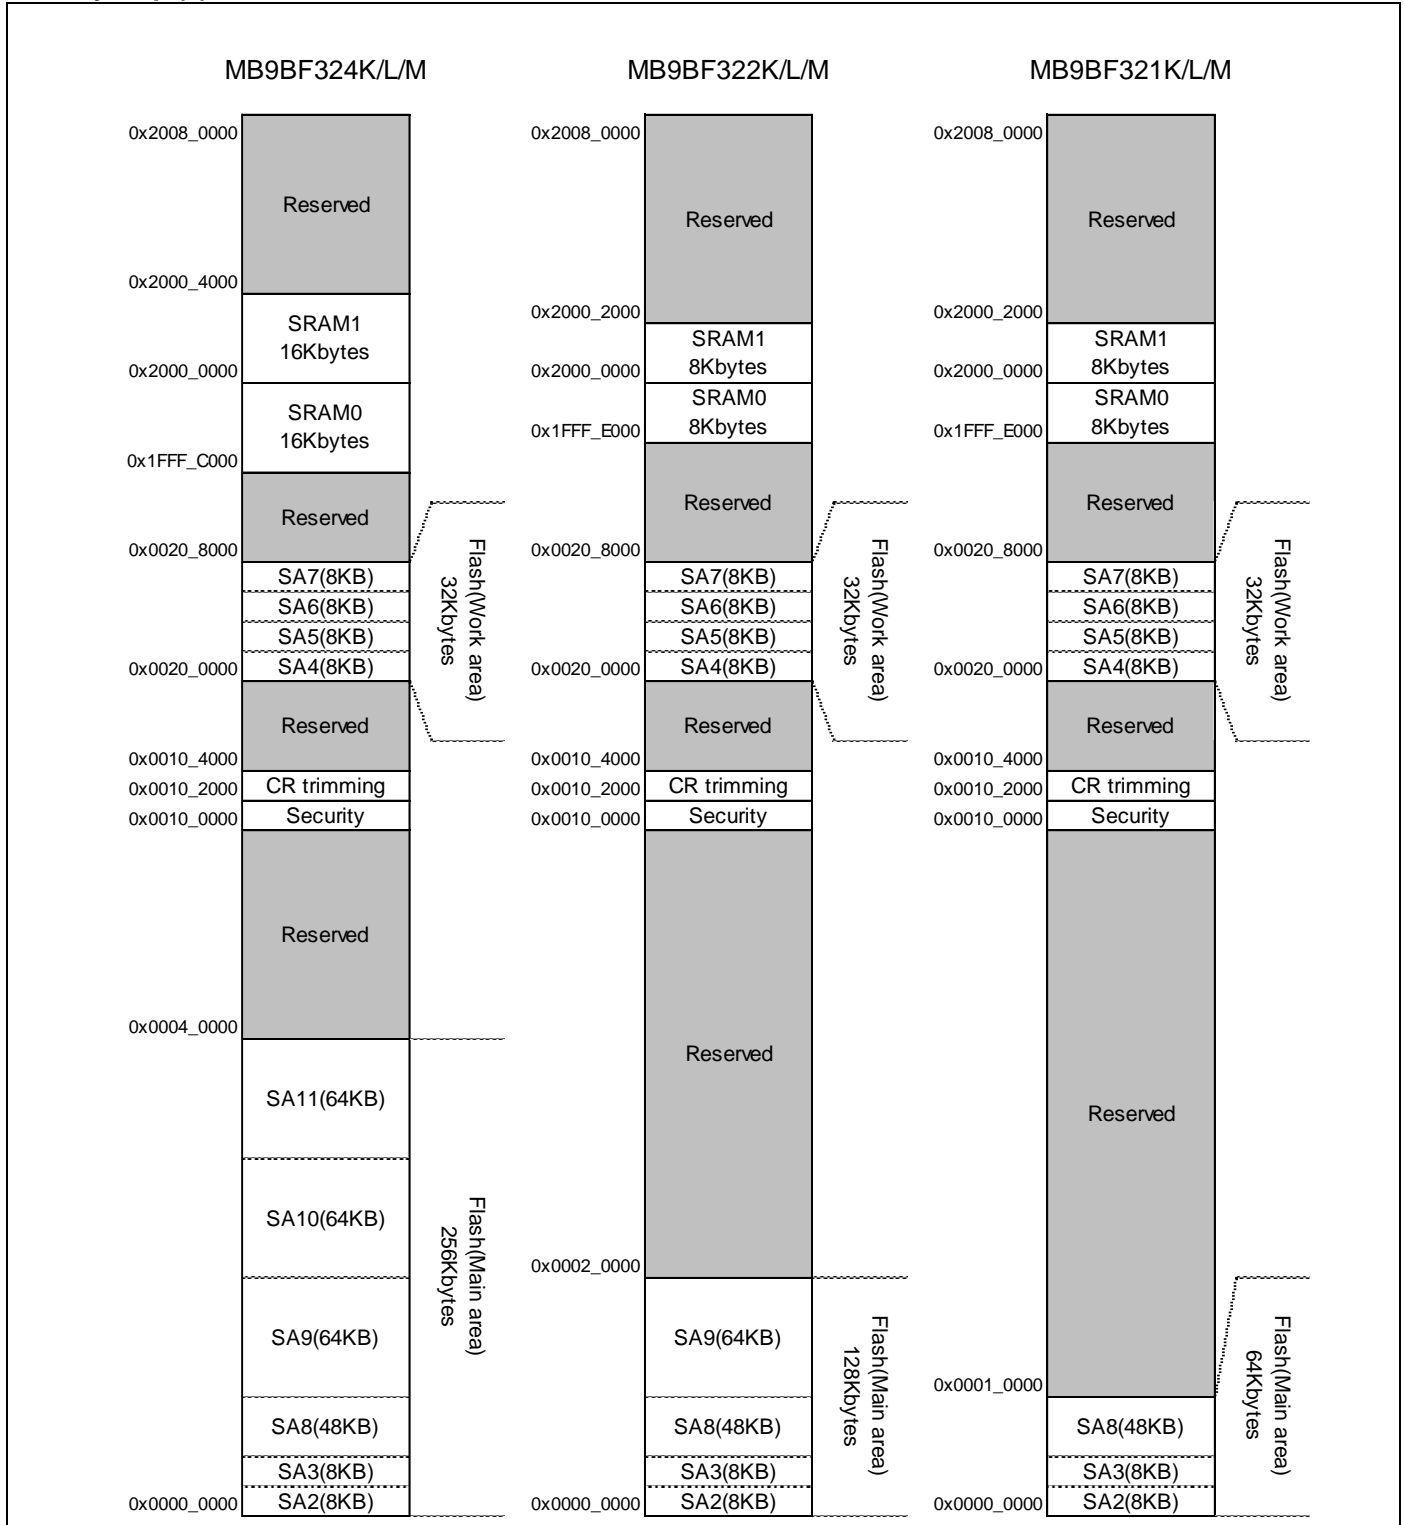 MB9BF324K/L/M
0x2008_0000
Reserved
0x2000_4000
SRAM1
16Kbytes
0x2000_0000
SRAM0
16Kbytes
0x1FFF_C000
Reserved
0x0020_8000
SA7(8KB)
SA6(8KB)
SA5(8KB)
SA4(8KB)
0x0020_0000
Flash(Work area)
32Kbytes
Reserved
0x0010_4000
CR trimming
0x0010_2000
Security
0x0010_0000
Reserved
0x0004_0000
SA11(64KB)
SA10(64KB)
SA9(64KB)
SA8(48KB)
SA3(8KB)
SA2(8KB)
0x0000_0000
Flash(Main area)
256Kbytes
MB9BF322K/L/M
0x2008_0000
Reserved
0x2000_2000
SRAM1
8Kbytes
0x2000_0000
SRAM0
8Kbytes
0x1FFF_E000
Reserved
0x0020_8000
SA7(8KB)
SA6(8KB)
SA5(8KB)
SA4(8KB)
0x0020_0000
Flash(Work area)
32Kbytes
Reserved
0x0010_4000
CR trimming
0x0010_2000
Security
0x0010_0000
Reserved
0x0002_0000
SA9(64KB)
SA8(48KB)
SA3(8KB)
SA2(8KB)
0x0000_0000
Flash(Main area)
128Kbytes
MB9BF321K/L/M
0x2008_0000
Reserved
0x2000_2000
SRAM1
8Kbytes
0x2000_0000
SRAM0
8Kbytes
0x1FFF_E000
Reserved
0x0020_8000
SA7(8KB)
SA6(8KB)
SA5(8KB)
SA4(8KB)
0x0020_0000
Flash(Work area)
32Kbytes
Reserved
0x0010_4000
CR trimming
0x0010_2000
Security
0x0010_0000
Reserved
0x0001_0000
SA8(48KB)
SA3(8KB)
SA2(8KB)
0x0000_0000
Flash(Main area)
64Kbytes